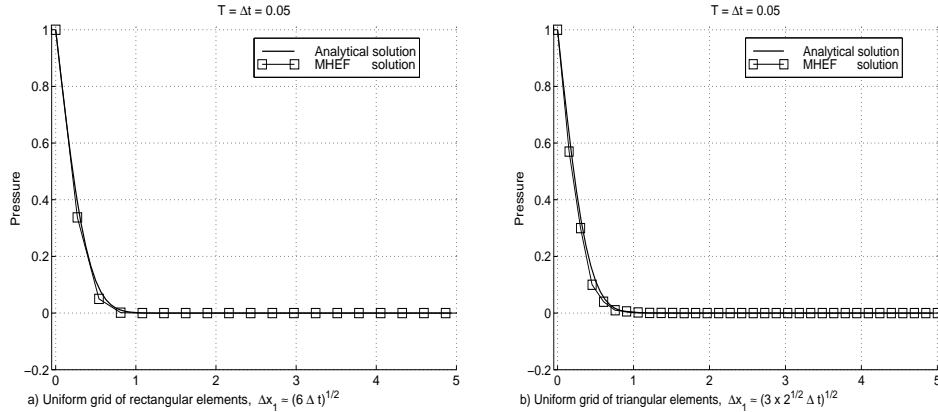 T = Δt = 0.05
1
0.8
0.6
0.4
0.2
0
−0.2
Pressure
Analytical solution
MHEF solution
0 1 2 3 4 5
a) Uniform grid of rectangular elements, Δx₁ ≈ (6 Δ t)^1/2
T = Δt = 0.05
1
0.8
0.6
0.4
0.2
0
−0.2
Pressure
Analytical solution
MHEF solution
0 1 2 3 4 5
b) Uniform grid of triangular elements, Δx₁ ≈ (3 x 2^1/2 Δ t)^1/2